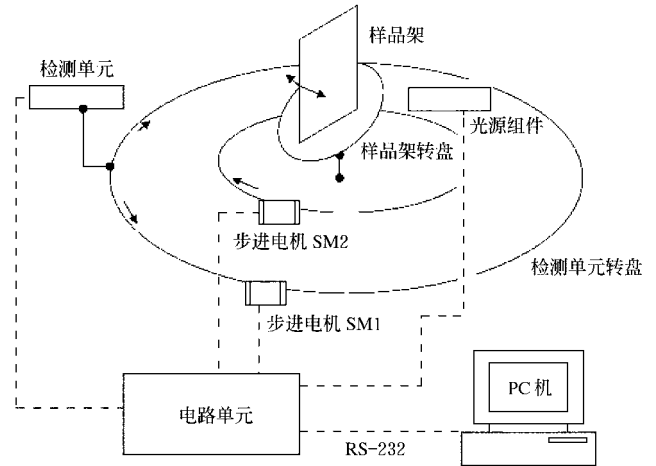 样品架
检测单元
光源组件
样品架转盘
步进电机 SM2
检测单元转盘
步进电机 SM1
PC 机
电路单元
RS-232